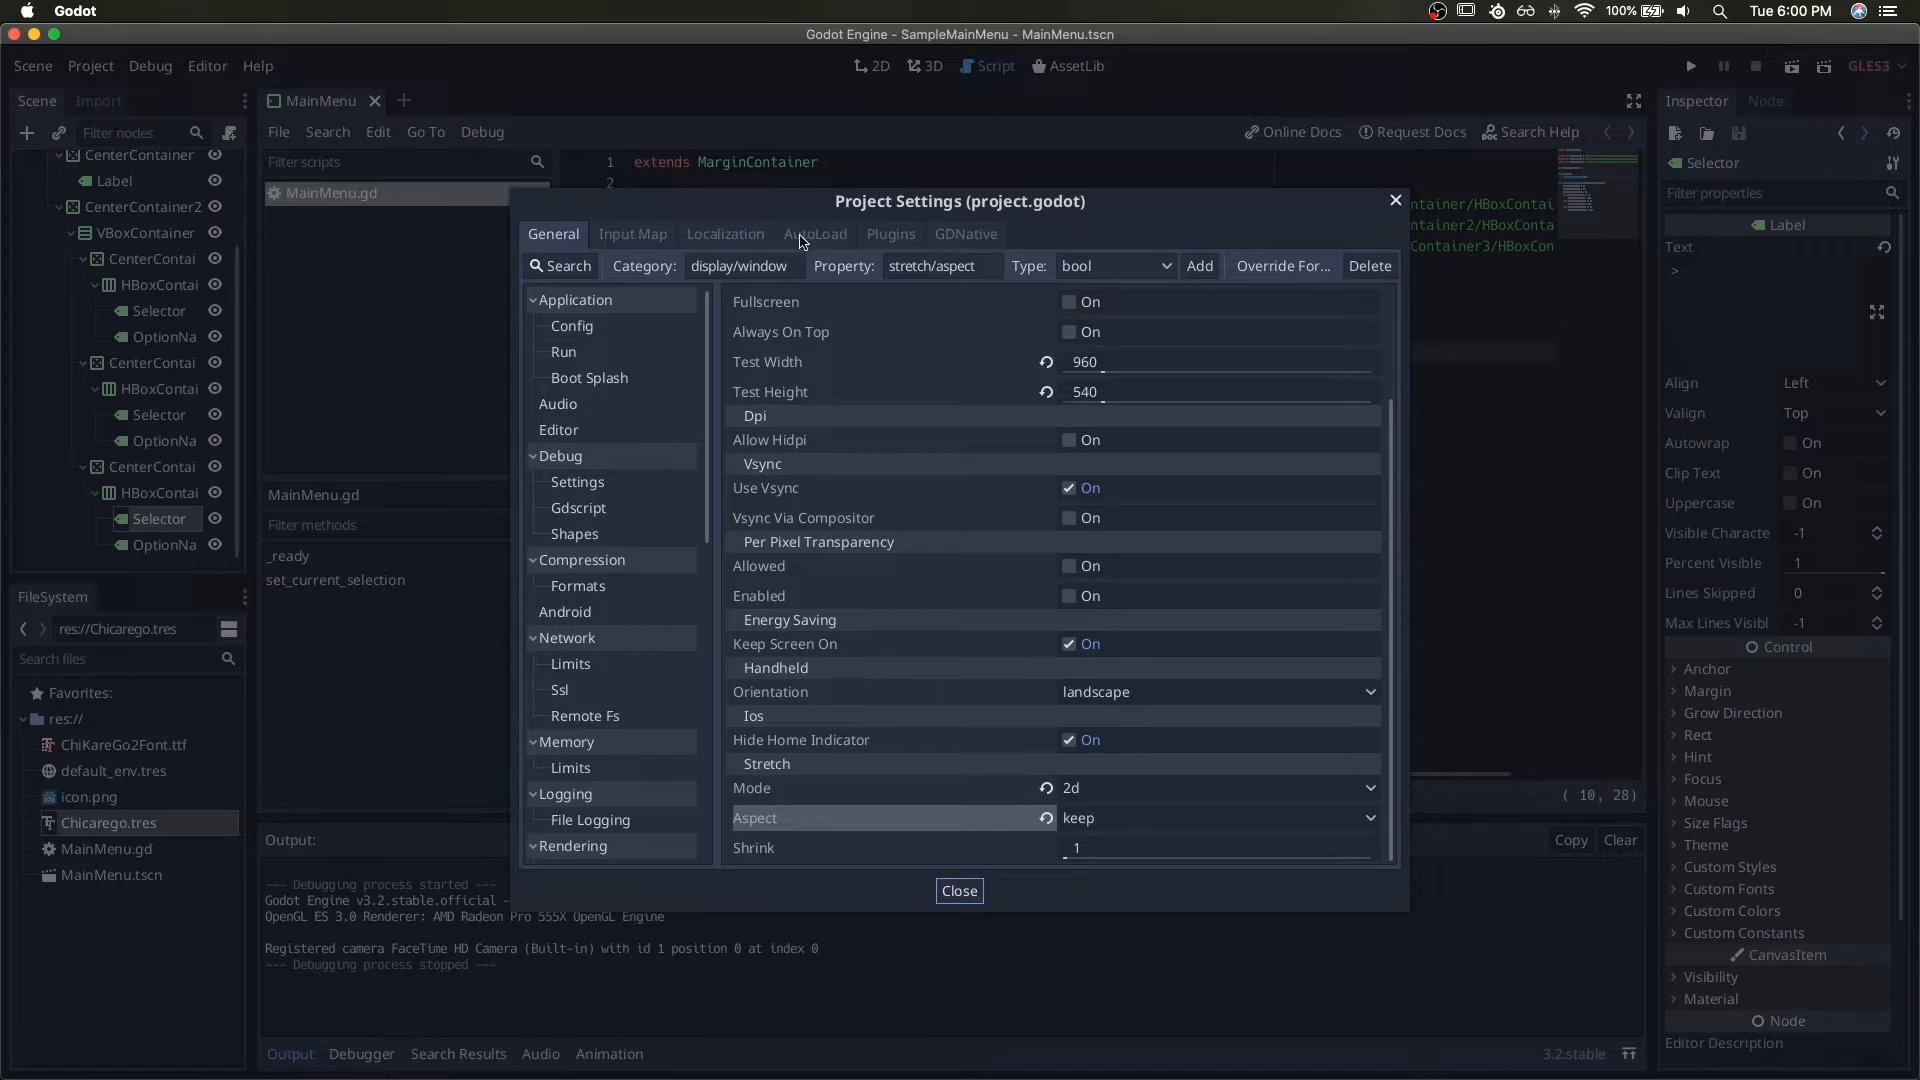 Godot
100%
Tue 6:00 PM
Godot Engine - SampleMainMenu - MainMenu.tscn
Scene Project Debug Editor Help
2D 3D Script AssetLib
GLES3
Scene Import
MainMenu
Inspector Node
Filter nodes
File Search Edit Go To Debug
Online Docs Request Docs Search Help
CenterContainer
Label
CenterContainer2
VBoxContainer
CenterContai
HBoxContai
Selector
OptionNa
CenterContai
HBoxContai
Selector
OptionNa
CenterContai
HBoxContai
Selector
OptionNa
Filter scripts
MainMenu.gd
MainMenu.gd
Filter methods
_ready
set_current_selection
1 extends MarginContainer
2
ntainer/HBoxContai
ontainer2/HBoxContai
Container3/HBoxCon
( 10, 28)
Project Settings (project.godot)
General Input Map Localization AutoLoad Plugins GDNative
Search Category: display/window Property: stretch/aspect Type: bool Add Override For... Delete
Application
Config
Run
Boot Splash
Audio
Editor
Debug
Settings
Gdscript
Shapes
Compression
Formats
Android
Network
Limits
Ssl
Remote Fs
Memory
Limits
Logging
File Logging
Rendering
Fullscreen On
Always On Top On
Test Width 960
Test Height 540
Dpi
Allow Hidpi On
Vsync
Use Vsync On
Vsync Via Compositor On
Per Pixel Transparency
Allowed On
Enabled On
Energy Saving
Keep Screen On On
Handheld
Orientation landscape
Ios
Hide Home Indicator On
Stretch
Mode 2d
Aspect keep
Shrink 1
Close
FileSystem
res://Chicarego.tres
Search files
Favorites:
res://
ChiKareGo2Font.ttf
default_env.tres
icon.png
Chicarego.tres
MainMenu.gd
MainMenu.tscn
Output:
Copy Clear
--- Debugging process started ---
Godot Engine v3.2.stable.official -
OpenGL ES 3.0 Renderer: AMD Radeon Pro 555X OpenGL Engine
Registered camera FaceTime HD Camera (Built-in) with id 1 position 0 at index 0
--- Debugging process stopped ---
Output Debugger Search Results Audio Animation
3.2.stable
Selector
Filter properties
Label
Text
>
Align Left
Valign Top
Autowrap On
Clip Text On
Uppercase On
Visible Characte -1
Percent Visible 1
Lines Skipped 0
Max Lines Visibl -1
Control
Anchor
Margin
Grow Direction
Rect
Hint
Focus
Mouse
Size Flags
Theme
Custom Styles
Custom Fonts
Custom Colors
Custom Constants
CanvasItem
Visibility
Material
Node
Editor Description